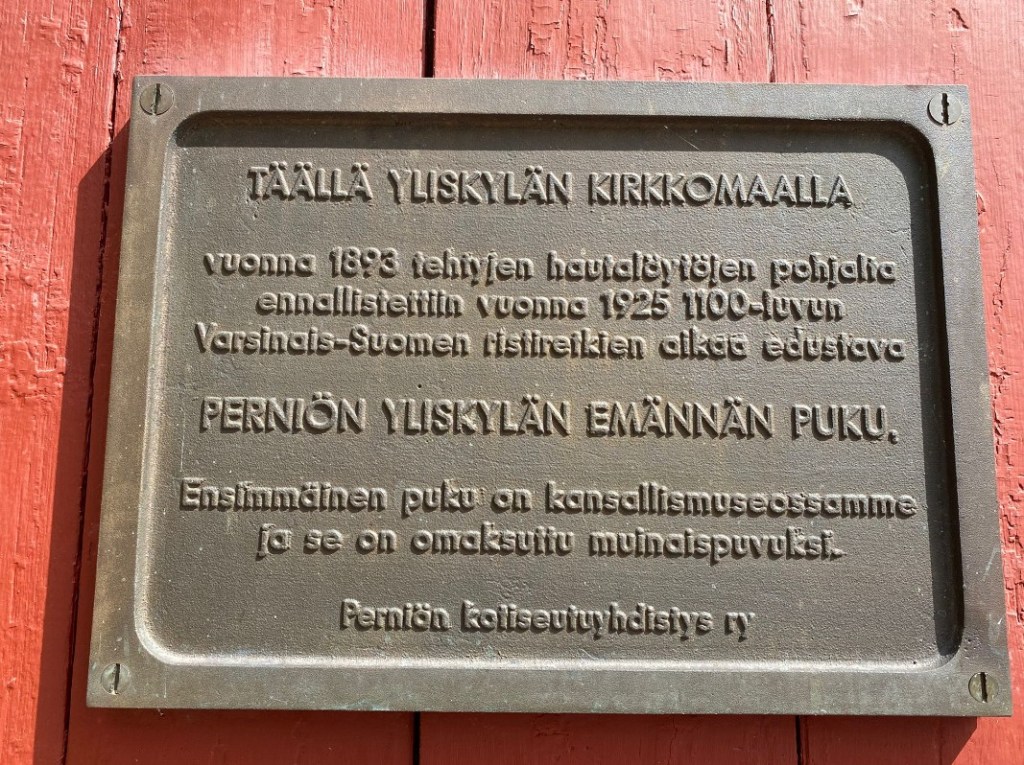 TÄÄLLÄ YLISKYLÄN KIRKKOMAALLA
vuonna 1893 tehtyjen hautalöytöjen pohjalta
ennallistettiin vuonna 1925 1100-luvun
Varsinais-Suomen ristiretkien aikaa edustava
PERNIÖN YLISKYLÄN EMÄNNÄN PUKU.
Ensimmäinen puku on kansallismuseossamme
ja se on omaksuttu muinaispuvuksi.
Perniön kotiseutuyhdistys ry